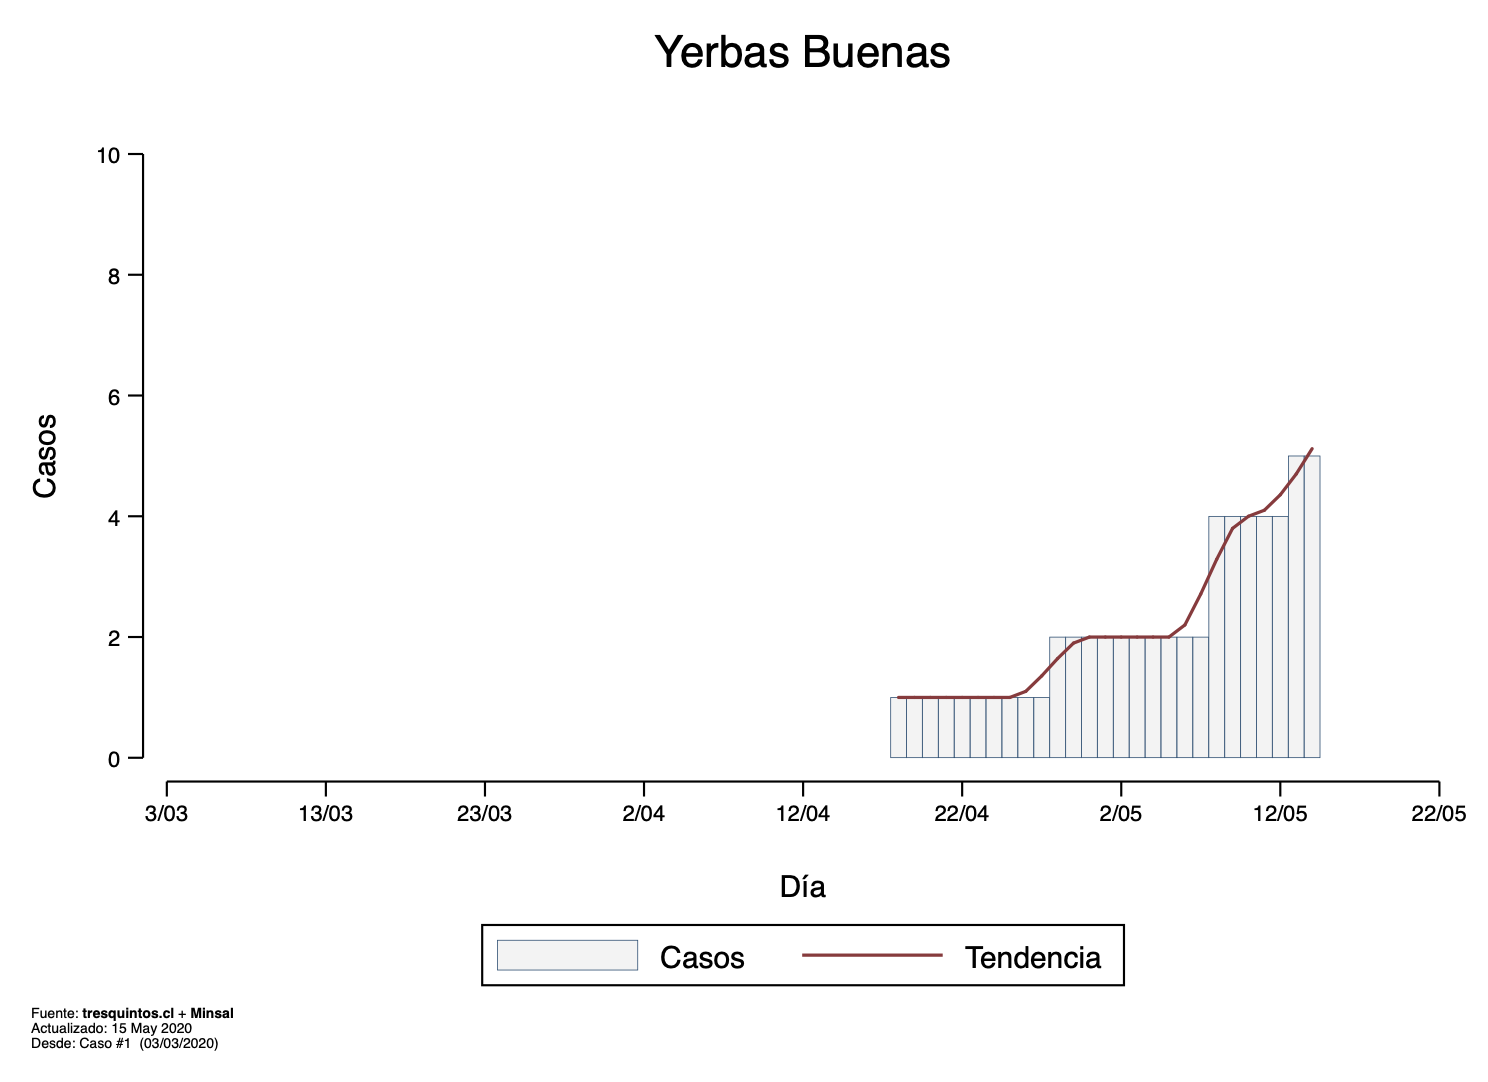 Yerbas Buenas
10
8
6
4
2
0
Casos
3/03 13/03 23/03 2/04 12/04 22/04 2/05 12/05 22/05
Día
Casos Tendencia
Fuente: tresquintos.cl + Minsal
Actualizado: 15 May 2020
Desde: Caso #1 (03/03/2020)